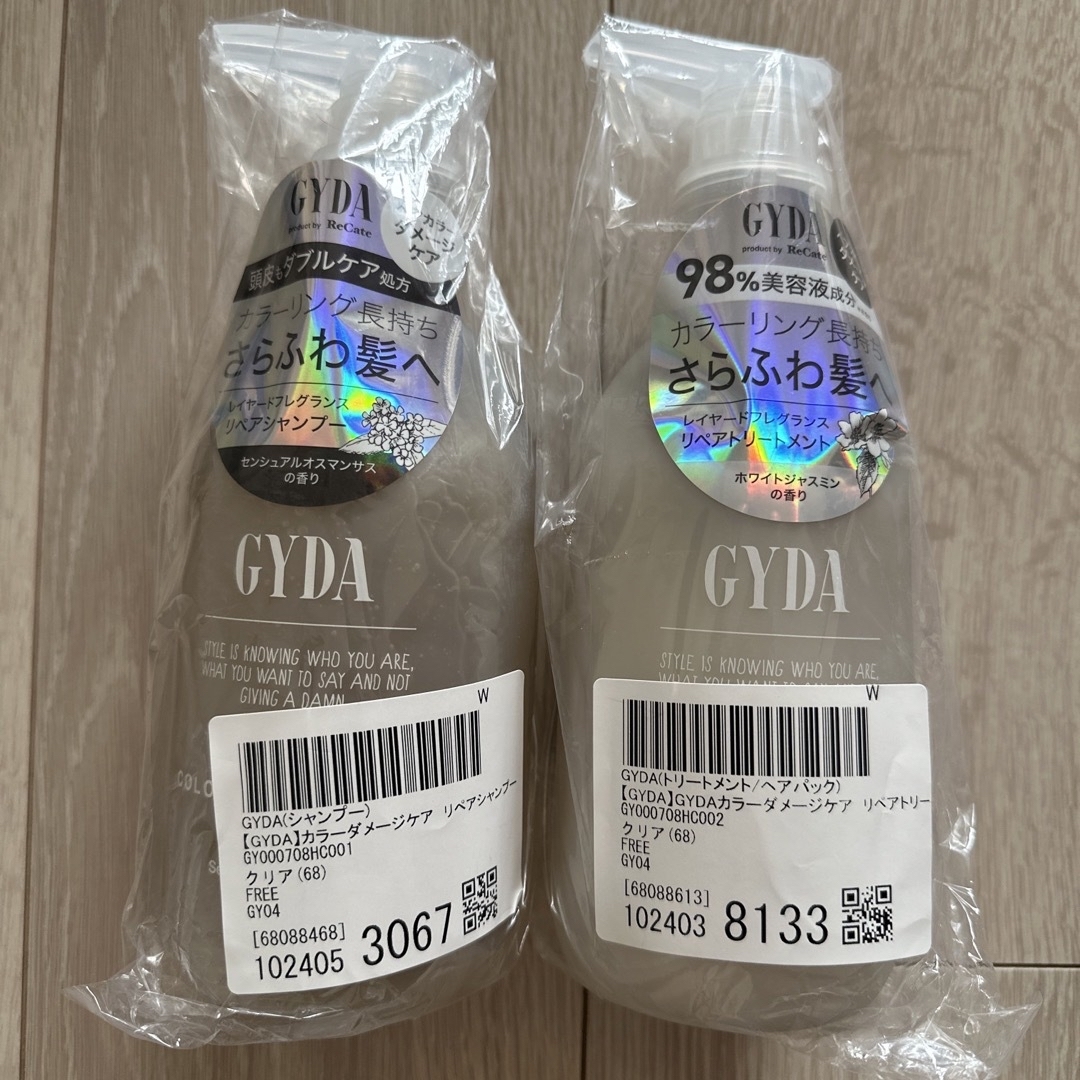 GYDA
product by ReCate
カラー
ダメージ
ケア
頭皮もダブルケア処方
カラーリング長持ち
さらふわ髪へ
レイヤードフレグランス
リペアシャンプー
センシュアルオスマンサス
の香り
GYDA
STYLE IS KNOWING WHO YOU ARE,
WHAT YOU WANT TO SAY AND NOT
GIVING A DAMN
W
GYDA(シャンプー)
【GYDA】カラーダメージケア リペアシャンプー
GY000708HC001
クリア(68)
FREE
GY04
[68088468]
102405 3067
GYDA
product by ReCate
98%美容液成分
カラーリング長持ち
さらふわ髪へ
レイヤードフレグランス
リペアトリートメント
ホワイトジャスミン
の香り
GYDA
STYLE IS KNOWING WHO YOU ARE,
WHAT YOU WANT TO SAY
W
GYDA(トリートメント/ヘアパック)
【GYDA】GYDAカラーダメージケア リペアトリー
GY000708HC002
クリア(68)
FREE
GY04
[68088613]
102403 8133